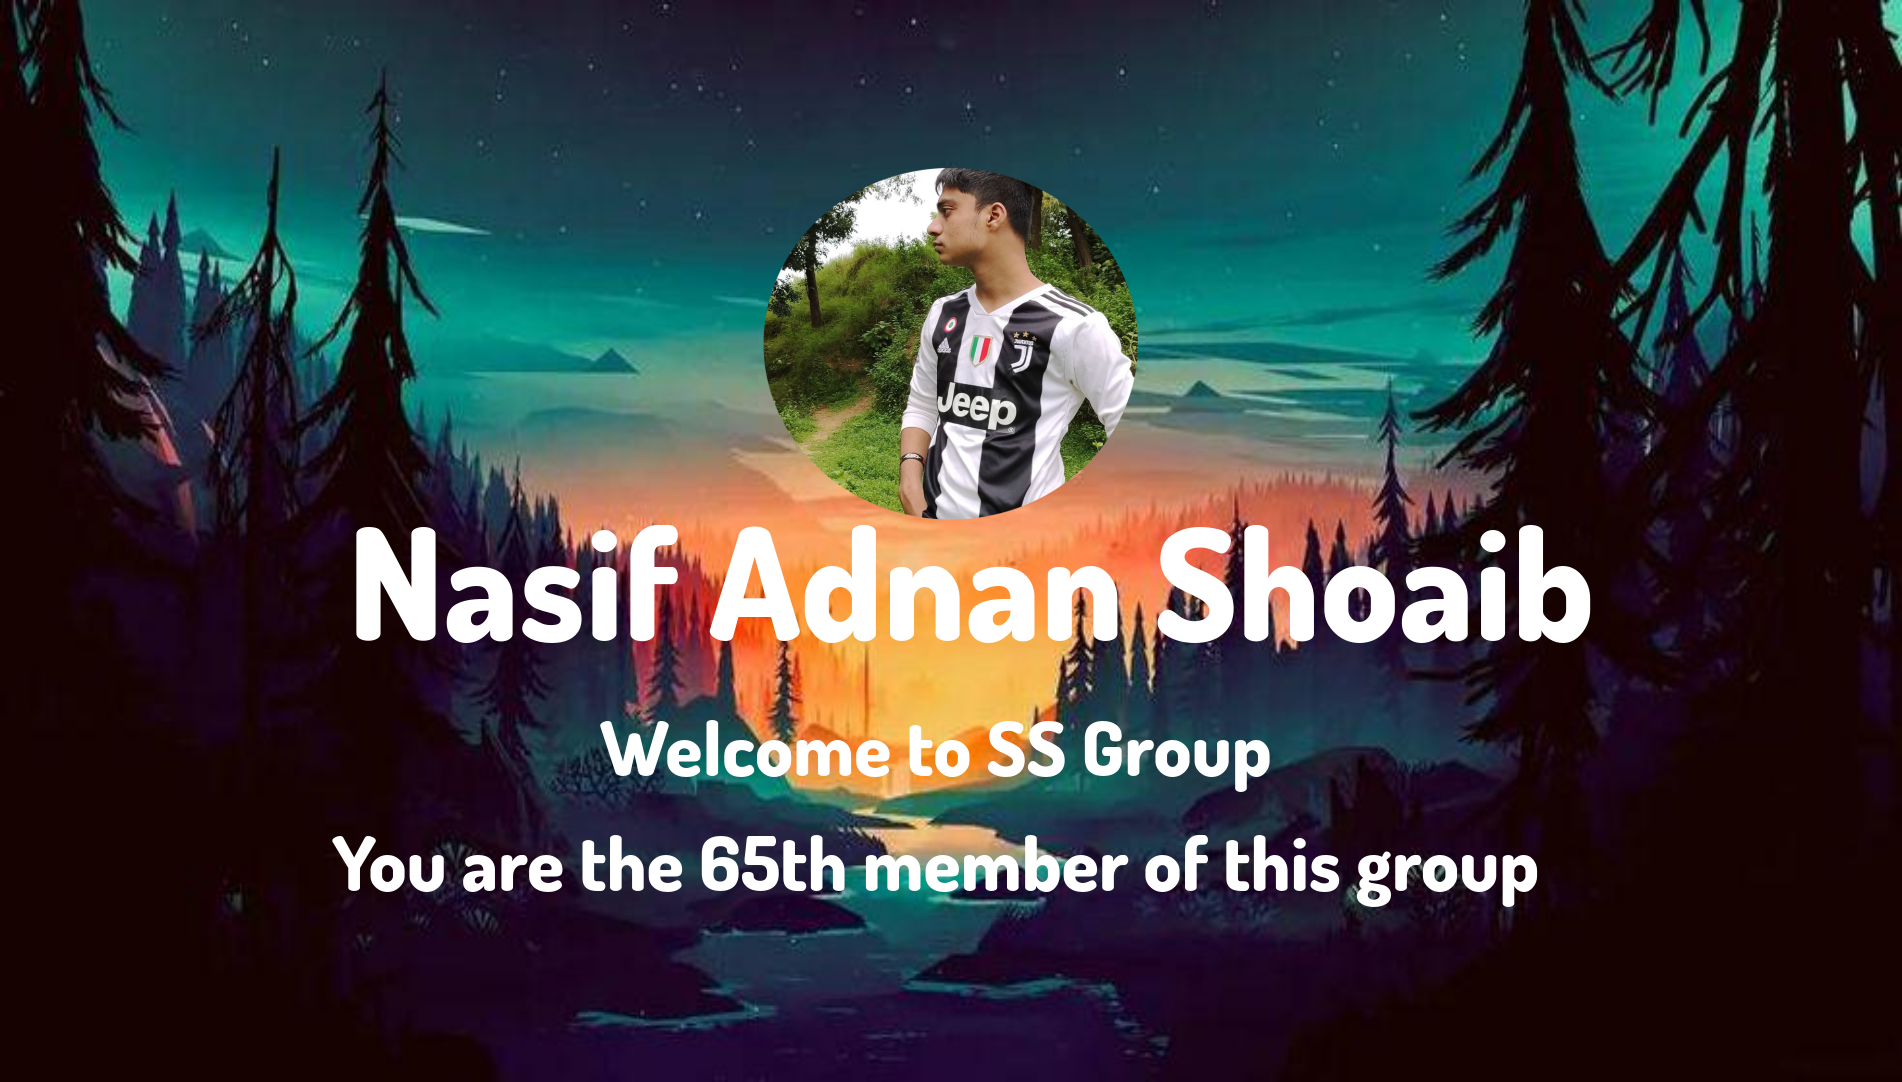 Jeep
Nasif Adnan Shoaib
Welcome to SS Group
You are the 65th member of this group